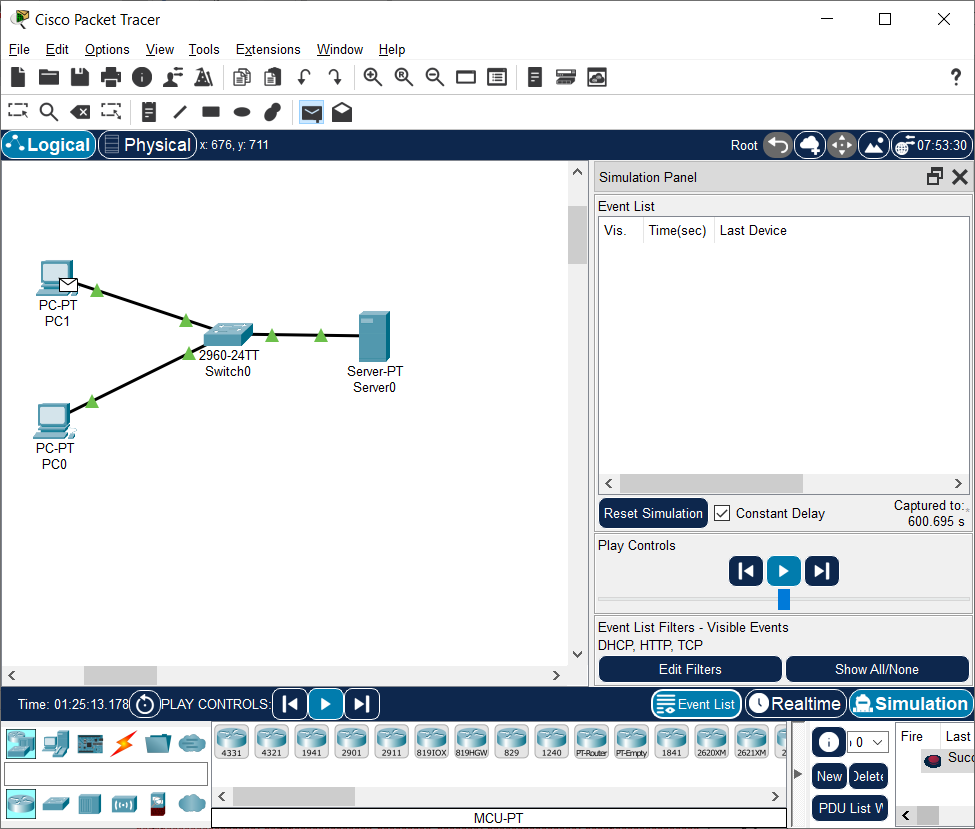 Cisco Packet Tracer
File Edit Options View Tools Extensions Window Help
?
Logical Physical x: 676, y: 711 Root 07:53:30
Simulation Panel
Event List
Vis. Time(sec) Last Device
PC-PT
PC1
2960-24TT
Switch0
Server-PT
Server0
PC-PT
PC0
Reset Simulation Constant Delay Captured to:
600.695 s
Play Controls
Event List Filters - Visible Events
DHCP, HTTP, TCP
Edit Filters Show All/None
Time: 01:25:13.178 PLAY CONTROLS: Event List Realtime Simulation
4331 4321 1941 2901 2911 819IOX 819HGW 829 1240 PT-Router PT-Empty 1841 2620XM 2621XM 2
0 Fire Last
Succ
New Delete
PDU List W
MCU-PT